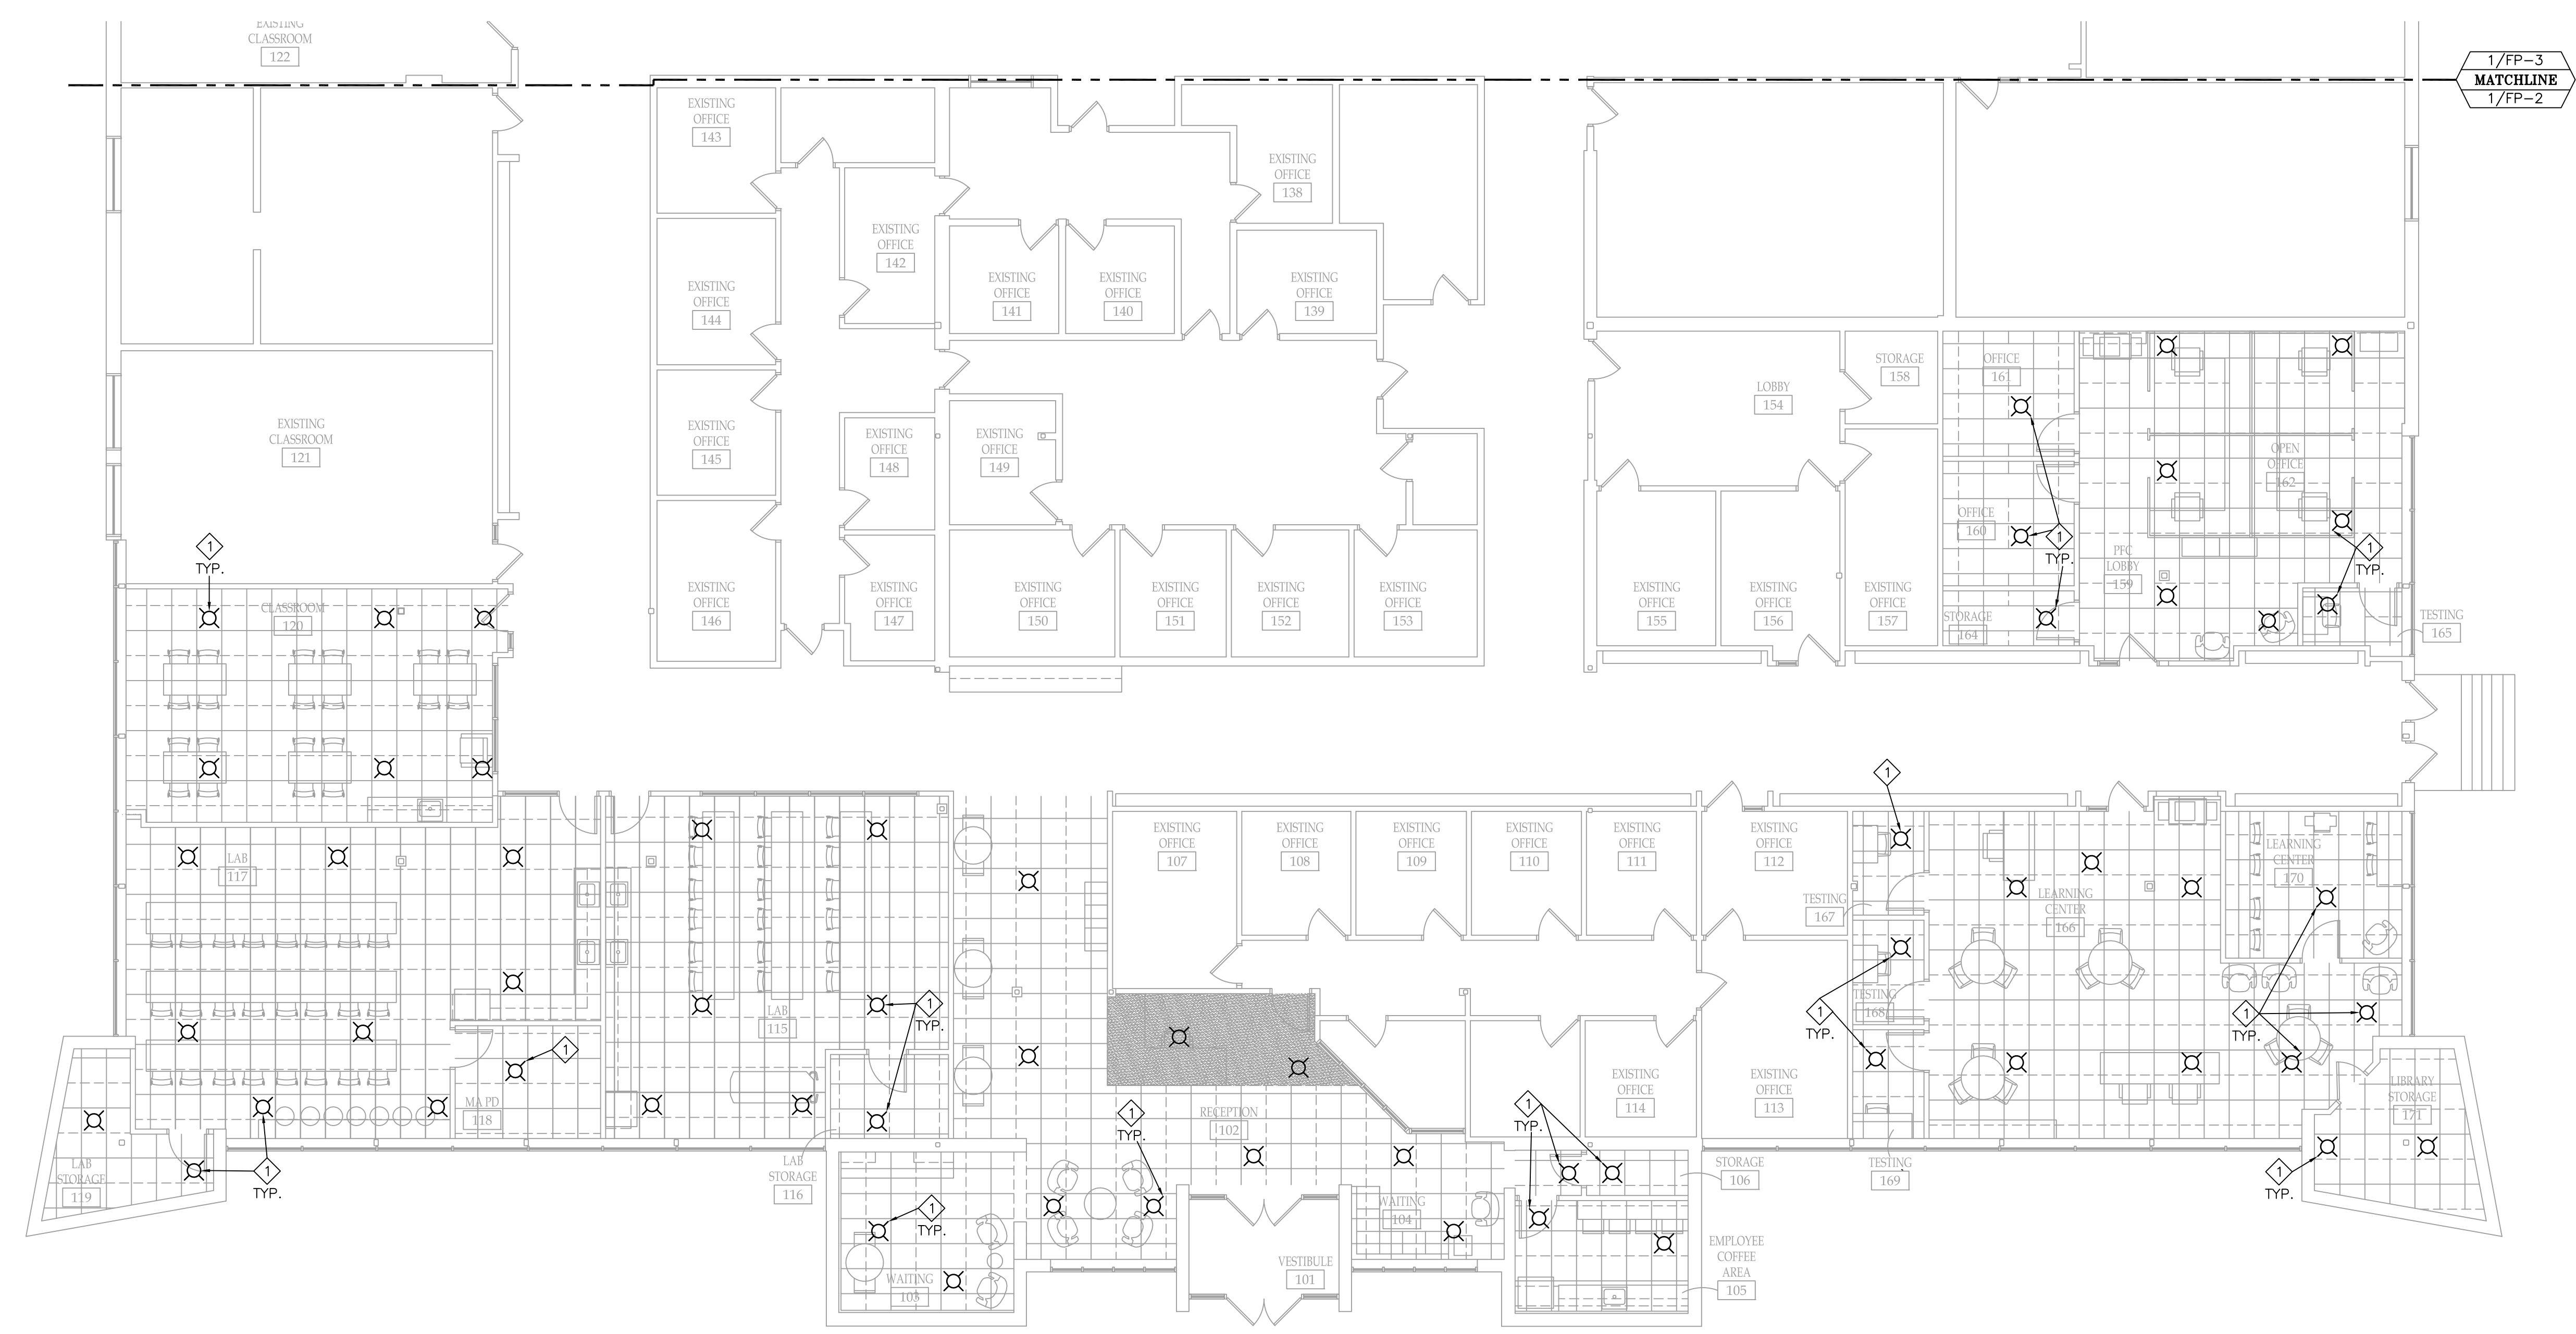 EXISTING
CLASSROOM
122
1/FP-3
MATCHLINE
1/FP-2
EXISTING
OFFICE
143
EXISTING
OFFICE
138
EXISTING
OFFICE
142
EXISTING
OFFICE
144
EXISTING
OFFICE
141
EXISTING
OFFICE
140
EXISTING
OFFICE
139
STORAGE
158
OFFICE
161
LOBBY
154
EXISTING
CLASSROOM
121
EXISTING
OFFICE
145
EXISTING
OFFICE
148
EXISTING
OFFICE
149
OPEN
OFFICE
162
OFFICE
160
1
TYP.
1
TYP.
1
TYP.
PFC
LOBBY
159
EXISTING
OFFICE
146
EXISTING
OFFICE
147
EXISTING
OFFICE
150
EXISTING
OFFICE
151
EXISTING
OFFICE
152
EXISTING
OFFICE
153
EXISTING
OFFICE
155
EXISTING
OFFICE
156
EXISTING
OFFICE
157
STORAGE
164
TESTING
165
CLASSROOM
120
1
EXISTING
OFFICE
107
EXISTING
OFFICE
108
EXISTING
OFFICE
109
EXISTING
OFFICE
110
EXISTING
OFFICE
111
EXISTING
OFFICE
112
LAB
117
LEARNING
CENTER
170
TESTING
167
LEARNING
CENTER
166
LAB
115
1
TYP.
TESTING
168
1
TYP.
1
TYP.
1
MA PD
118
RECEPTION
102
1
TYP.
1
TYP.
EXISTING
OFFICE
114
EXISTING
OFFICE
113
LIBRARY
STORAGE
171
LAB
STORAGE
119
1
TYP.
LAB
STORAGE
116
STORAGE
106
TESTING
169
1
TYP.
1
TYP.
WAITING
104
WAITING
103
VESTIBULE
101
EMPLOYEE
COFFEE
AREA
105